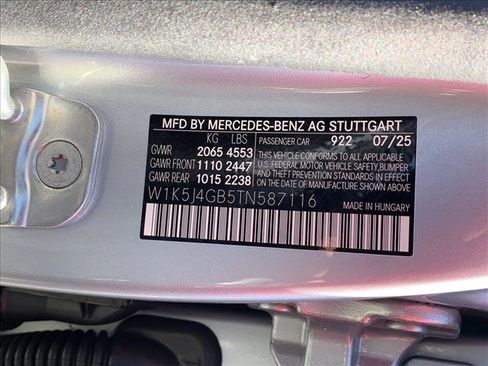 MFD BY MERCEDES-BENZ AG STUTTGART
KG LBS PASSENGER CAR 922 07/25
GVWR 2065 4553
GAWR FRONT 1110 2447
GAWR REAR 1015 2238
THIS VEHICLE CONFORMS TO ALL APPLICABLE
U.S. FEDERAL MOTOR VEHICLE SAFETY, BUMPER,
AND THEFT PREVENTION STANDARDS IN EFFECT
ON THE DATE OF MANUFACTURE SHOWN ABOVE.
W1K5J4GB5TN587116
MADE IN HUNGARY